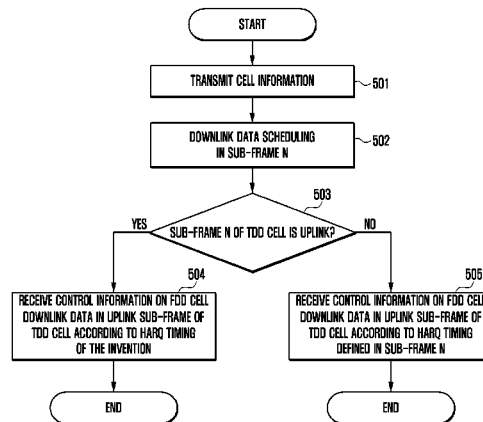 START
TRANSMIT CELL INFORMATION
501
DOWNLINK DATA SCHEDULING
IN SUB-FRAME N
502
503
YES
SUB-FRAME N OF TDD CELL IS UPLINK?
NO
504
RECEIVE CONTROL INFORMATION ON FDD CELL
DOWNLINK DATA IN UPLINK SUB-FRAME OF
TDD CELL ACCORDING TO HARQ TIMING
OF THE INVENTION
505
RECEIVE CONTROL INFORMATION ON FDD CELL
DOWNLINK DATA IN UPLINK SUB-FRAME OF
TDD CELL ACCORDING TO HARQ TIMING
DEFINED IN SUB-FRAME N
END
END